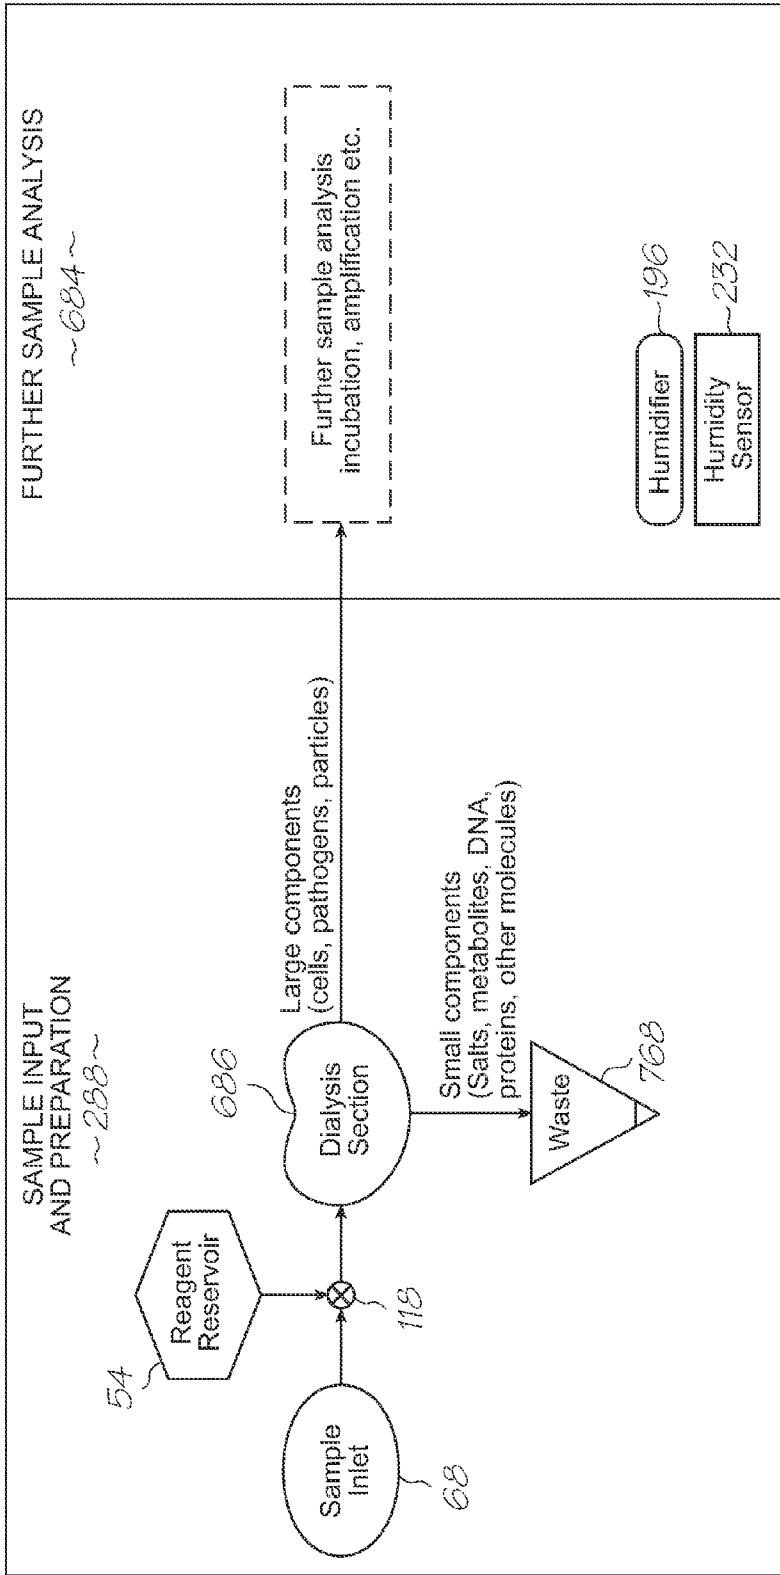 SAMPLE INPUT
AND PREPARATION
~288~
54
Reagent
Reservoir
Sample
Inlet
68
118
686
Dialysis
Section
Large components
(cells, pathogens, particles)
Small components
(Salts, metabolites, DNA,
proteins, other molecules)
Waste
768
FURTHER SAMPLE ANALYSIS
~684~
Further sample analysis
incubation, amplification etc.
Humidifier
~196
Humidity
Sensor
~232